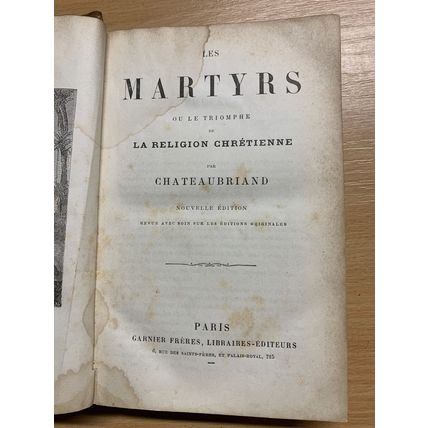 LES
MARTYRS
OU LE TRIOMPHE
DE
LA RELIGION CHRÉTIENNE
PAR
CHATEAUBRIAND
NOUVELLE ÉDITION
REVUE AVEC SOIN SUR LES ÉDITIONS ORIGINALES
PARIS
GARNIER FRÈRES, LIBRAIRES-ÉDITEURS
6, RUE DES SAINTS-PÈRES, ET PALAIS-ROYAL, 215